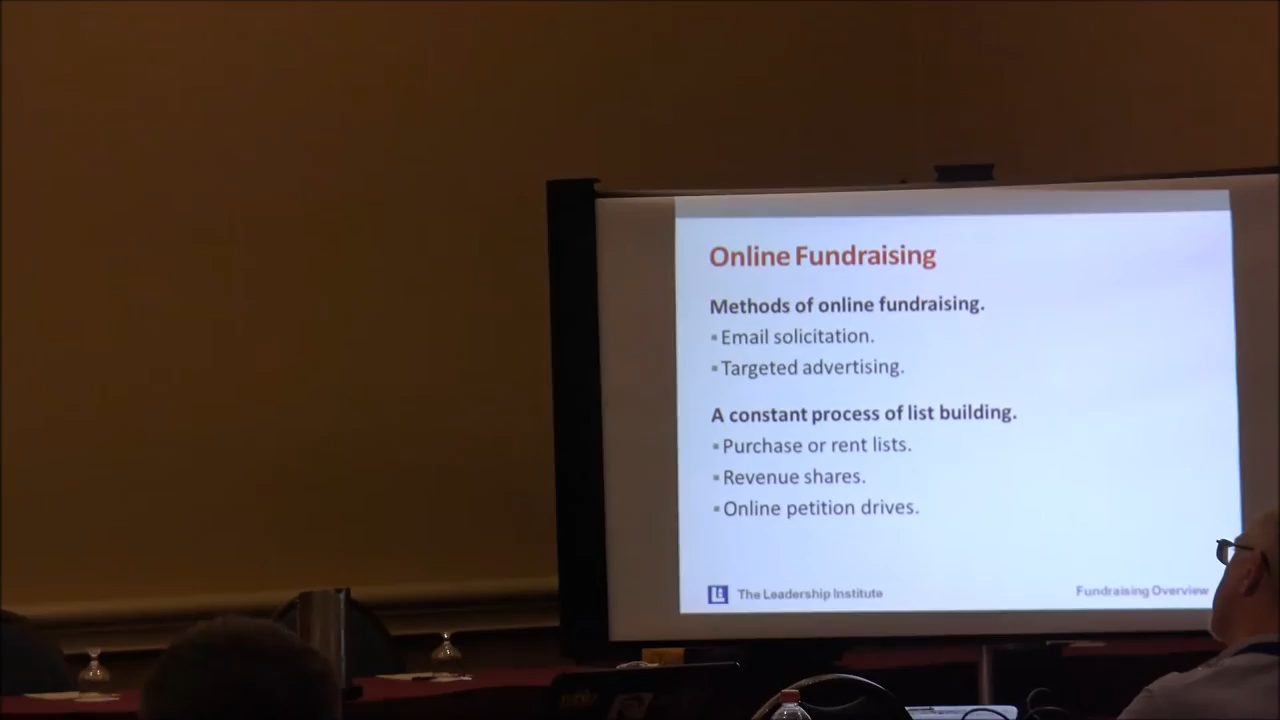 Online Fundraising
Methods of online fundraising.
▪ Email solicitation.
▪ Targeted advertising.
A constant process of list building.
▪ Purchase or rent lists.
▪ Revenue shares.
▪ Online petition drives.
The Leadership Institute
Fundraising Overview